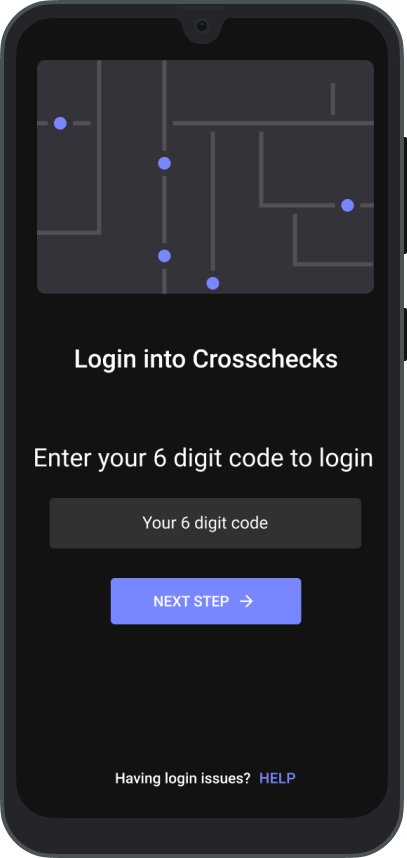 Login into Crosschecks
Enter your 6 digit code to login
Your 6 digit code
NEXT STEP →
Having login issues? HELP